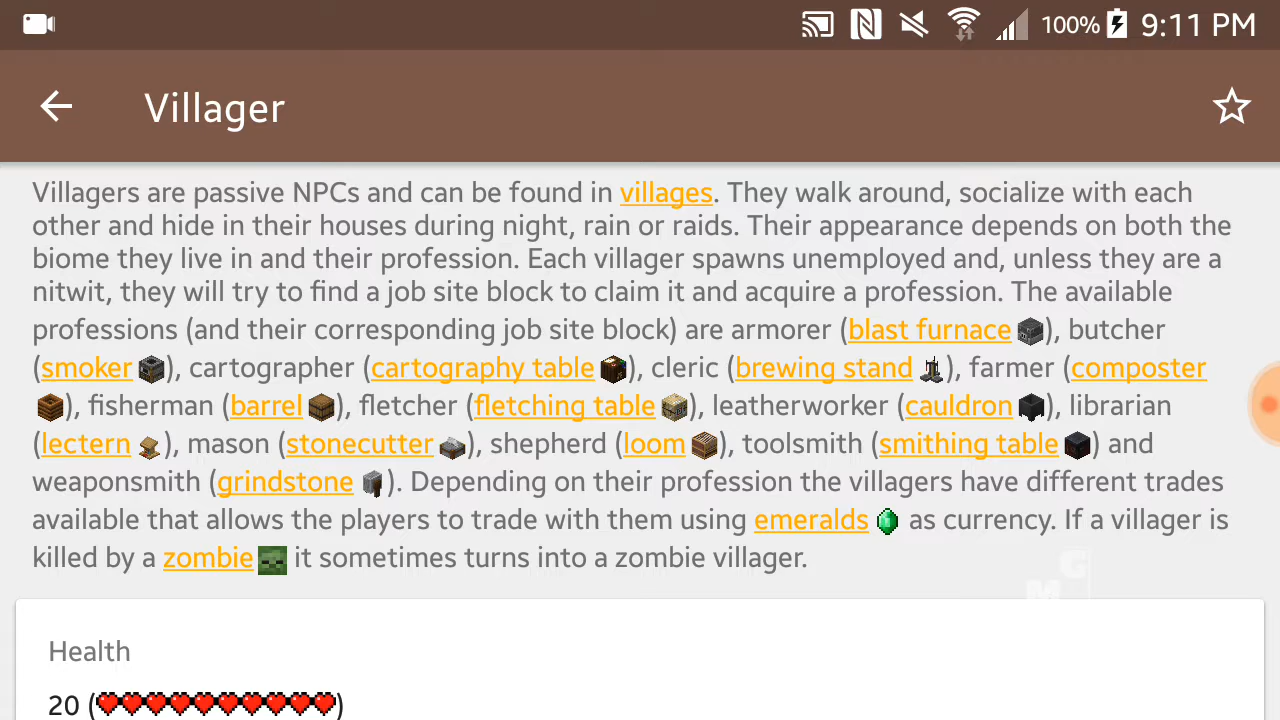 100% 9:11 PM
Villager
Villagers are passive NPCs and can be found in villages. They walk around, socialize with each
other and hide in their houses during night, rain or raids. Their appearance depends on both the
biome they live in and their profession. Each villager spawns unemployed and, unless they are a
nitwit, they will try to find a job site block to claim it and acquire a profession. The available
professions (and their corresponding job site block) are armorer (blast furnace ), butcher
(smoker ), cartographer (cartography table ), cleric (brewing stand ), farmer (composter
), fisherman (barrel ), fletcher (fletching table ), leatherworker (cauldron ), librarian
(lectern ), mason (stonecutter ), shepherd (loom ), toolsmith (smithing table ) and
weaponsmith (grindstone ). Depending on their profession the villagers have different trades
available that allows the players to trade with them using emeralds as currency. If a villager is
killed by a zombie it sometimes turns into a zombie villager.
G
M
Health
20 ( )